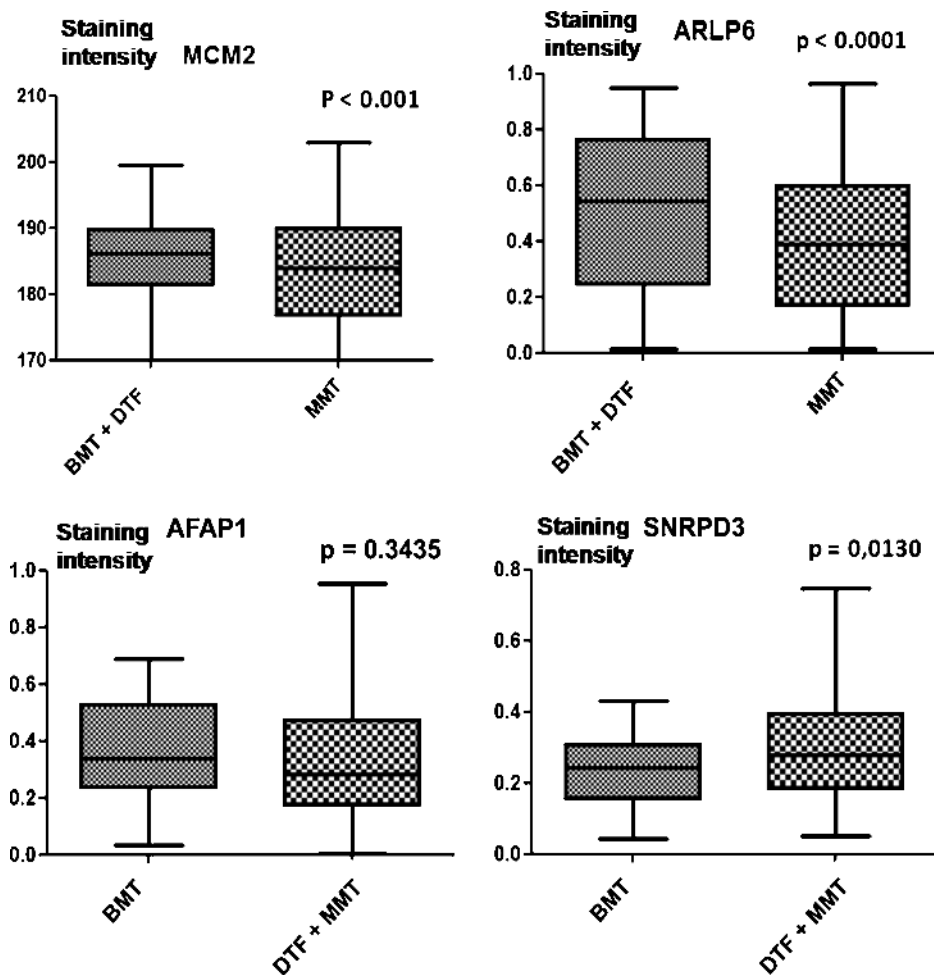 Staining
intensity MCM2
P < 0.001
210
200
190
180
170
BMT + DTF
MMT
Staining
intensity
ARLP6
p < 0.0001
1.0
0.8
0.6
0.4
0.2
0.0
BMT + DTF
MMT
Staining
intensity
AFAP1
p = 0.3435
1.0
0.8
0.6
0.4
0.2
0.0
BMT
DTF + MMT
Staining
intensity
SNRPD3
p = 0,0130
0.8
0.6
0.4
0.2
0.0
BMT
DTF + MMT